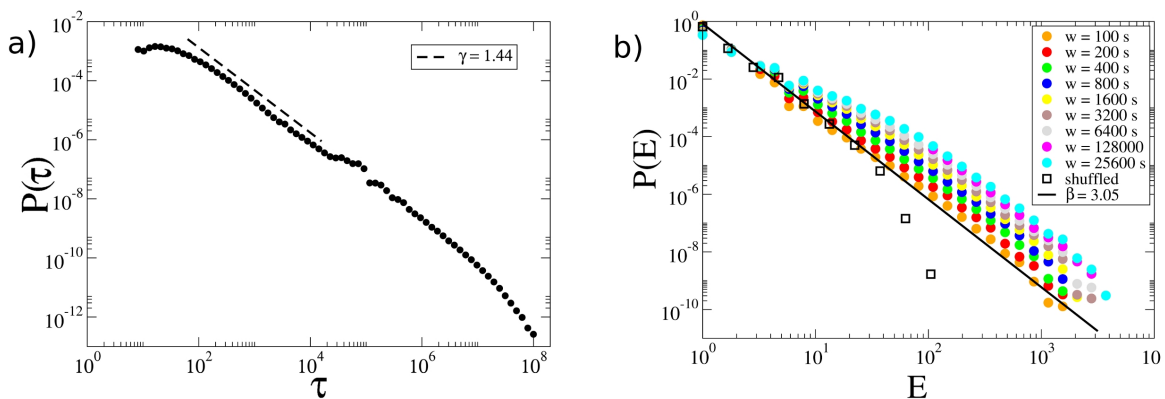 a)
10^-2
10^-4
10^-6
10^-8
10^-10
10^-12
P(τ)
10^0
10^2
10^4
10^6
10^8
τ
γ = 1.44
b)
10^0
10^-2
10^-4
10^-6
10^-8
10^-10
P(E)
10^0
10^1
10^2
10^3
10
E
w = 100 s
w = 200 s
w = 400 s
w = 800 s
w = 1600 s
w = 3200 s
w = 6400 s
w = 128000
w = 25600 s
shuffled
β = 3.05